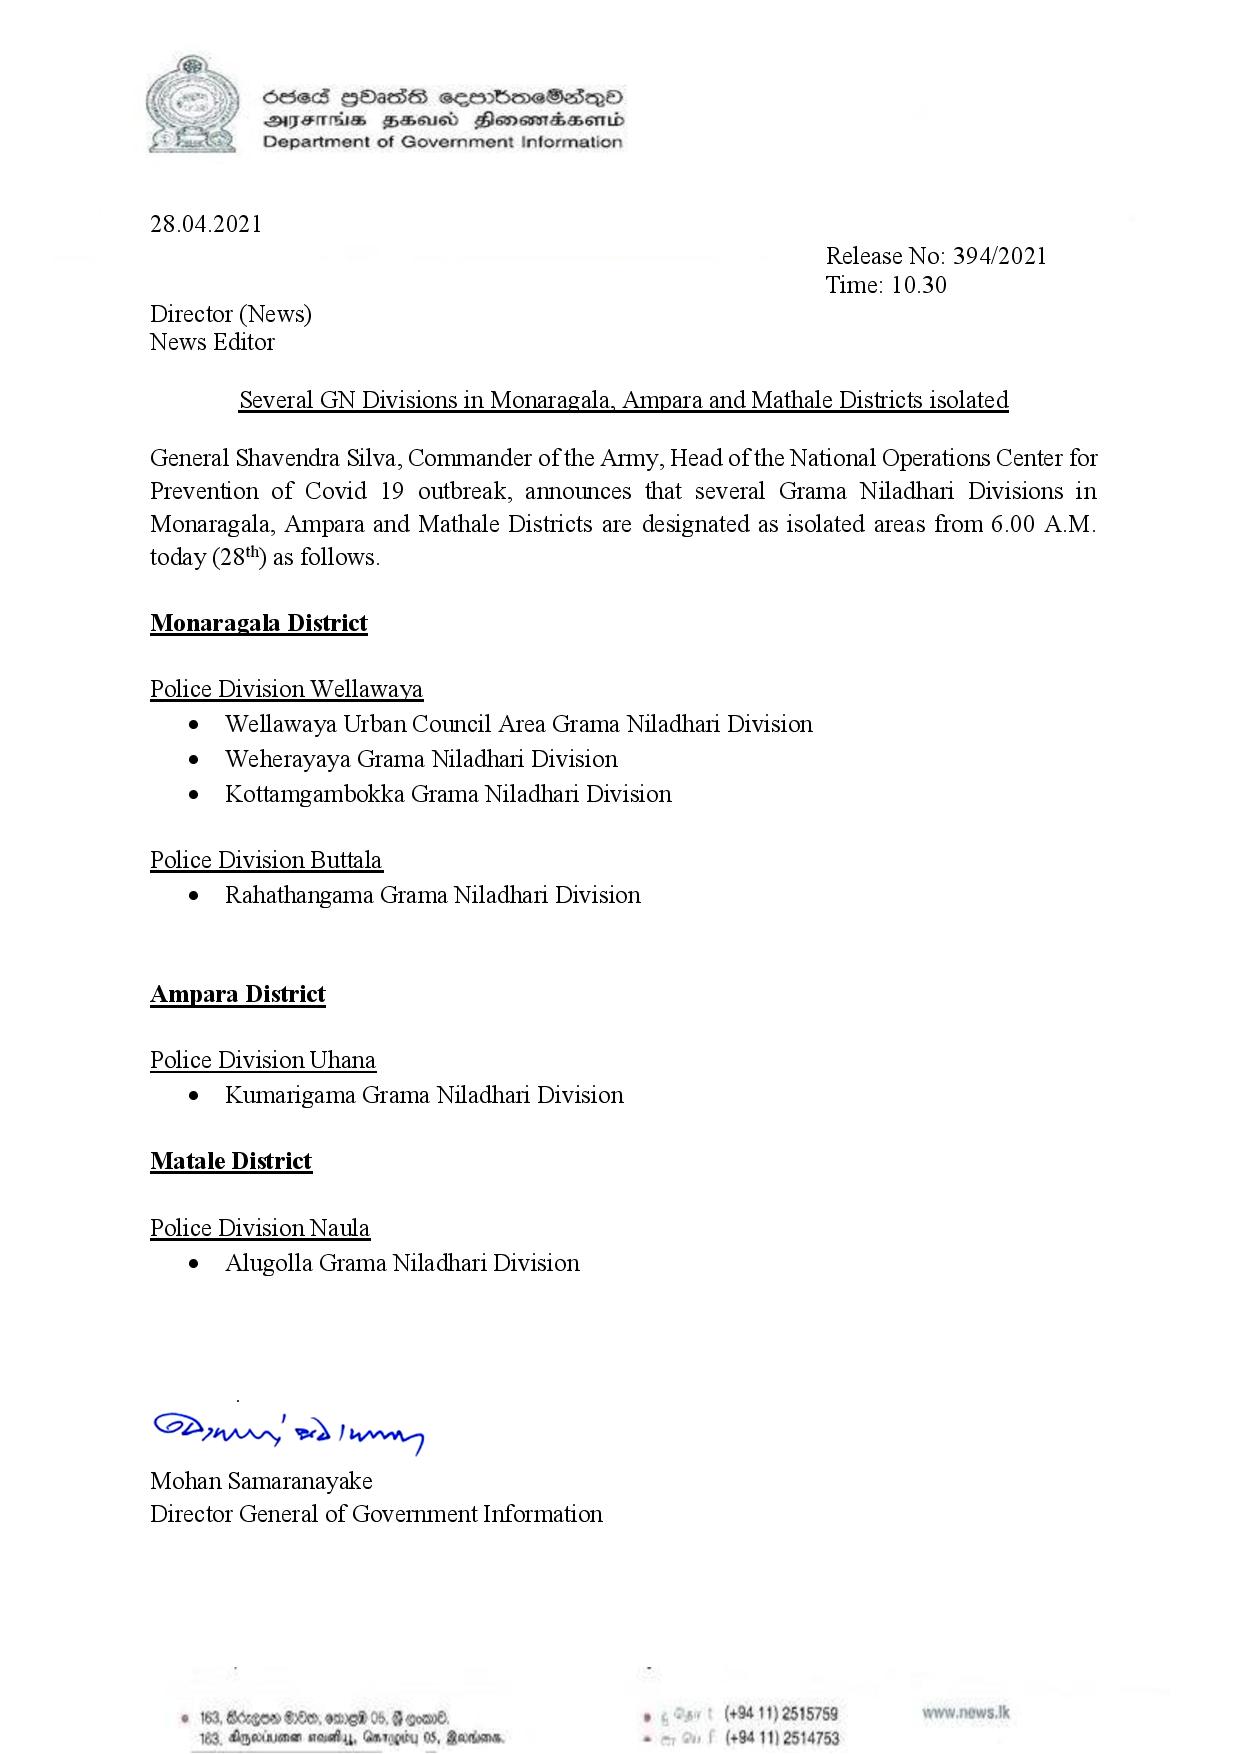 රජයේ ප්‍රවෘත්ති දෙපාර්තමේන්තුව
அரசாங்க தகவல் திணைக்களம்
Department of Government Information
28.04.2021
Release No: 394/2021
Time: 10.30
Director (News)
News Editor
Several GN Divisions in Monaragala, Ampara and Mathale Districts isolated
General Shavendra Silva, Commander of the Army, Head of the National Operations Center for
Prevention of Covid 19 outbreak, announces that several Grama Niladhari Divisions in
Monaragala, Ampara and Mathale Districts are designated as isolated areas from 6.00 A.M.
today (28th) as follows.
Monaragala District
Police Division Wellawaya
• Wellawaya Urban Council Area Grama Niladhari Division
• Weherayaya Grama Niladhari Division
• Kottamgambokka Grama Niladhari Division
Police Division Buttala
• Rahathangama Grama Niladhari Division
Ampara District
Police Division Uhana
• Kumarigama Grama Niladhari Division
Matale District
Police Division Naula
• Alugolla Grama Niladhari Division
Mohan Samaranayake
Director General of Government Information
• 163, කිරුලපන මාවත, කොළඹ 05, ශ්‍රී ලංකාව.
163, கிருலப்பனை எவனியூ, கொழும்பு 05, இலங்கை.
• (+94 11) 2515759
• (+94 11) 2514753
www.news.lk